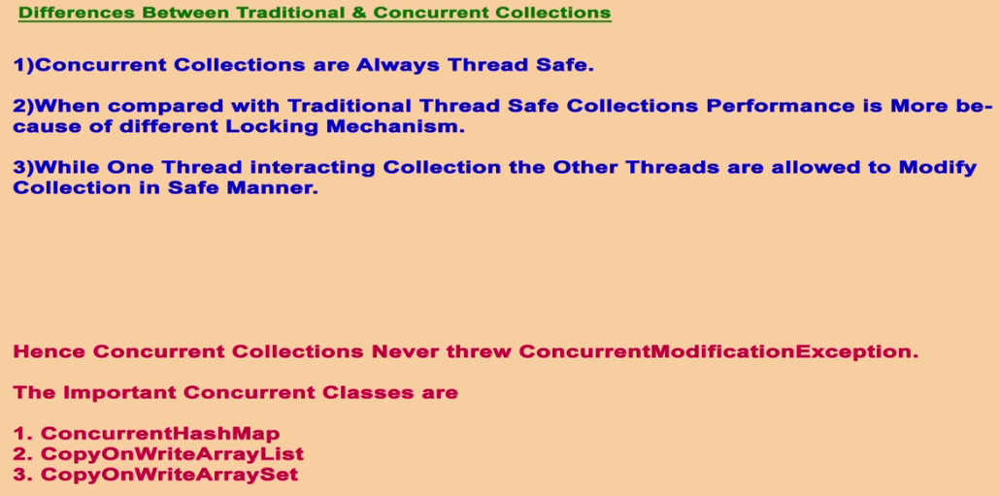 Differences Between Traditional & Concurrent Collections
1)Concurrent Collections are Always Thread Safe.
2)When compared with Traditional Thread Safe Collections Performance is More be-
cause of different Locking Mechanism.
3)While One Thread interacting Collection the Other Threads are allowed to Modify
Collection in Safe Manner.
Hence Concurrent Collections Never threw ConcurrentModificationException.
The Important Concurrent Classes are
1. ConcurrentHashMap
2. CopyOnWriteArrayList
3. CopyOnWriteArraySet